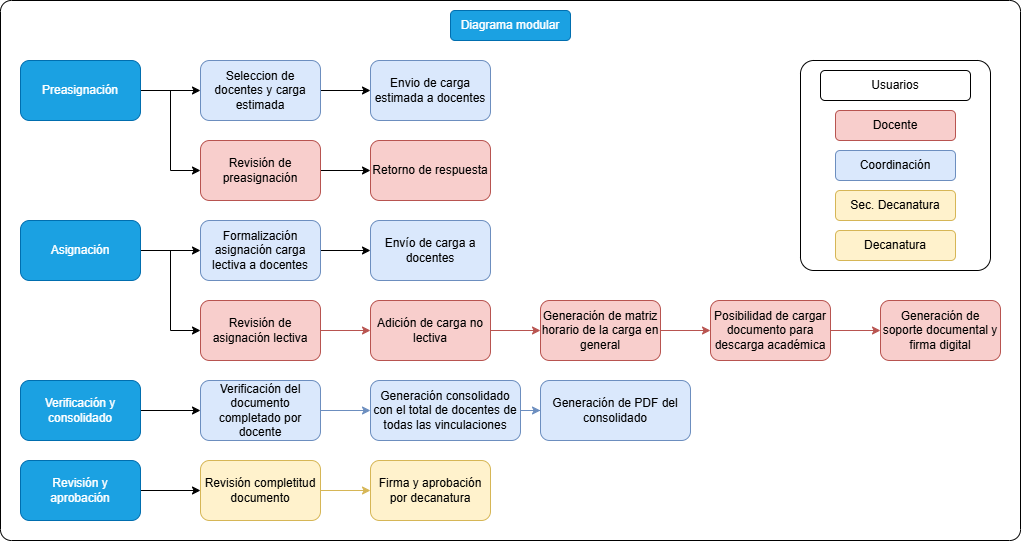 Diagrama modular
Preasignación
Seleccion de
docentes y carga
estimada
Envio de carga
estimada a docentes
Usuarios
Docente
Coordinación
Sec. Decanatura
Decanatura
Revisión de
preasignación
Retorno de respuesta
Asignación
Formalización
asignación carga
lectiva a docentes
Envío de carga a
docentes
Revisión de
asignación lectiva
Adición de carga no
lectiva
Generación de matriz
horario de la carga en
general
Posibilidad de cargar
documento para
descarga académica
Generación de
soporte documental y
firma digital
Verificación y
consolidado
Verificación del
documento
completado por
docente
Generación consolidado
con el total de docentes de
todas las vinculaciones
Generación de PDF del
consolidado
Revisión y
aprobación
Revisión completitud
documento
Firma y aprobación
por decanatura